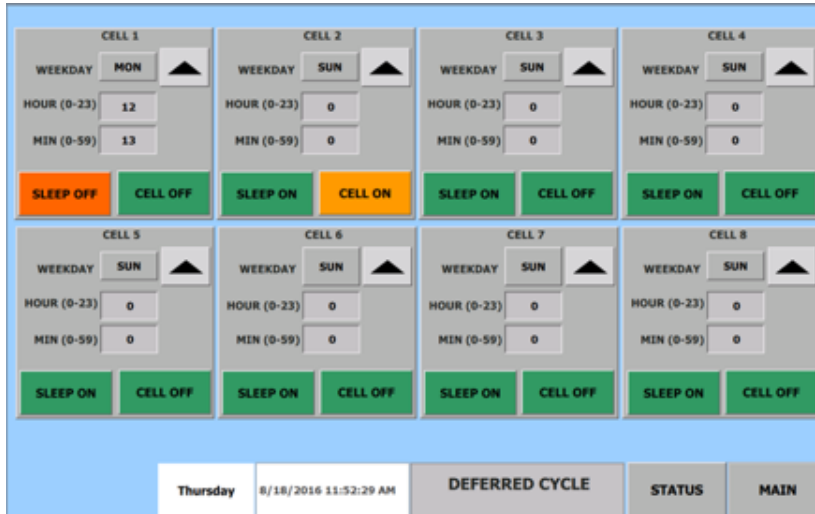 CELL 1
WEEKDAY MON
HOUR (0-23) 12
MIN (0-59) 13
SLEEP OFF CELL OFF
CELL 2
WEEKDAY SUN
HOUR (0-23) 0
MIN (0-59) 0
SLEEP ON CELL ON
CELL 3
WEEKDAY SUN
HOUR (0-23) 0
MIN (0-59) 0
SLEEP ON CELL OFF
CELL 4
WEEKDAY SUN
HOUR (0-23) 0
MIN (0-59) 0
SLEEP ON CELL OFF
CELL 5
WEEKDAY SUN
HOUR (0-23) 0
MIN (0-59) 0
SLEEP ON CELL OFF
CELL 6
WEEKDAY SUN
HOUR (0-23) 0
MIN (0-59) 0
SLEEP ON CELL OFF
CELL 7
WEEKDAY SUN
HOUR (0-23) 0
MIN (0-59) 0
SLEEP ON CELL OFF
CELL 8
WEEKDAY SUN
HOUR (0-23) 0
MIN (0-59) 0
SLEEP ON CELL OFF
Thursday 8/18/2016 11:52:29 AM DEFERRED CYCLE STATUS MAIN